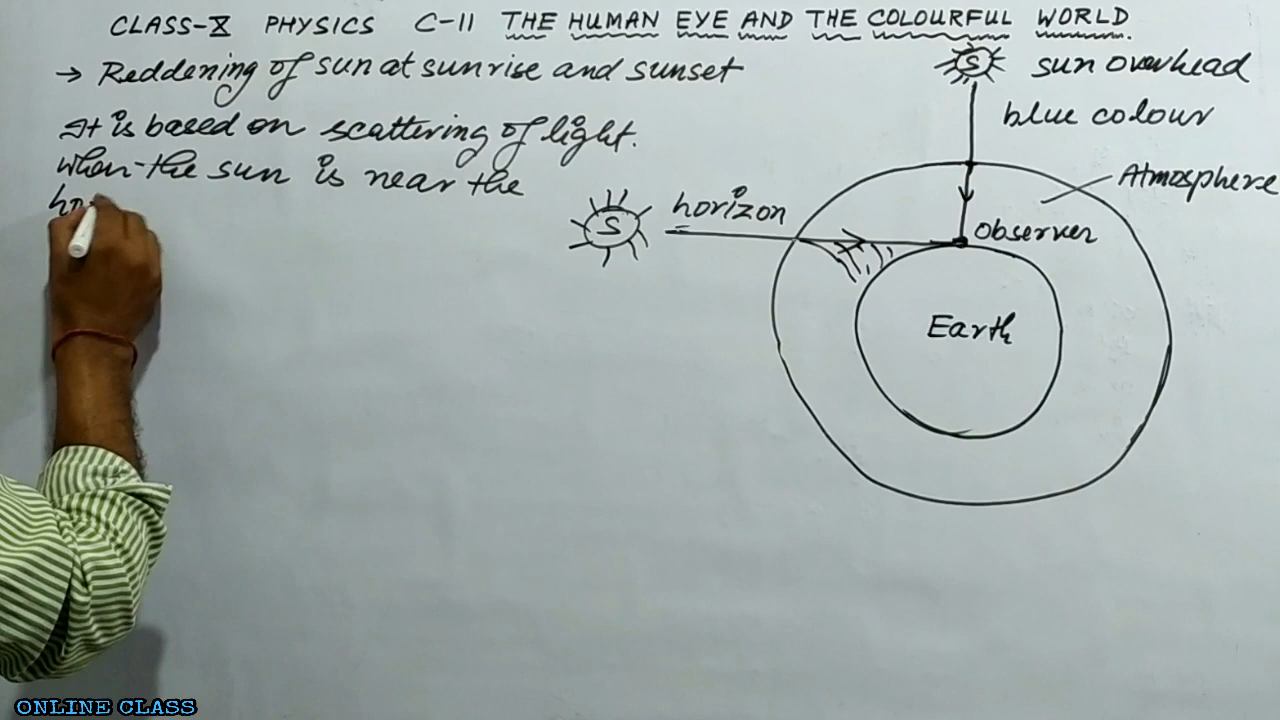 CLASS-X PHYSICS C-11 THE HUMAN EYE AND THE COLOURFUL WORLD
→ Reddening of sun at sunrise and sunset
It is based on scattering of light.
when the sun is near the
ho
S sun overhead
blue colour
Atmosphere
S horizon
Observer
Earth
ONLINE CLASS